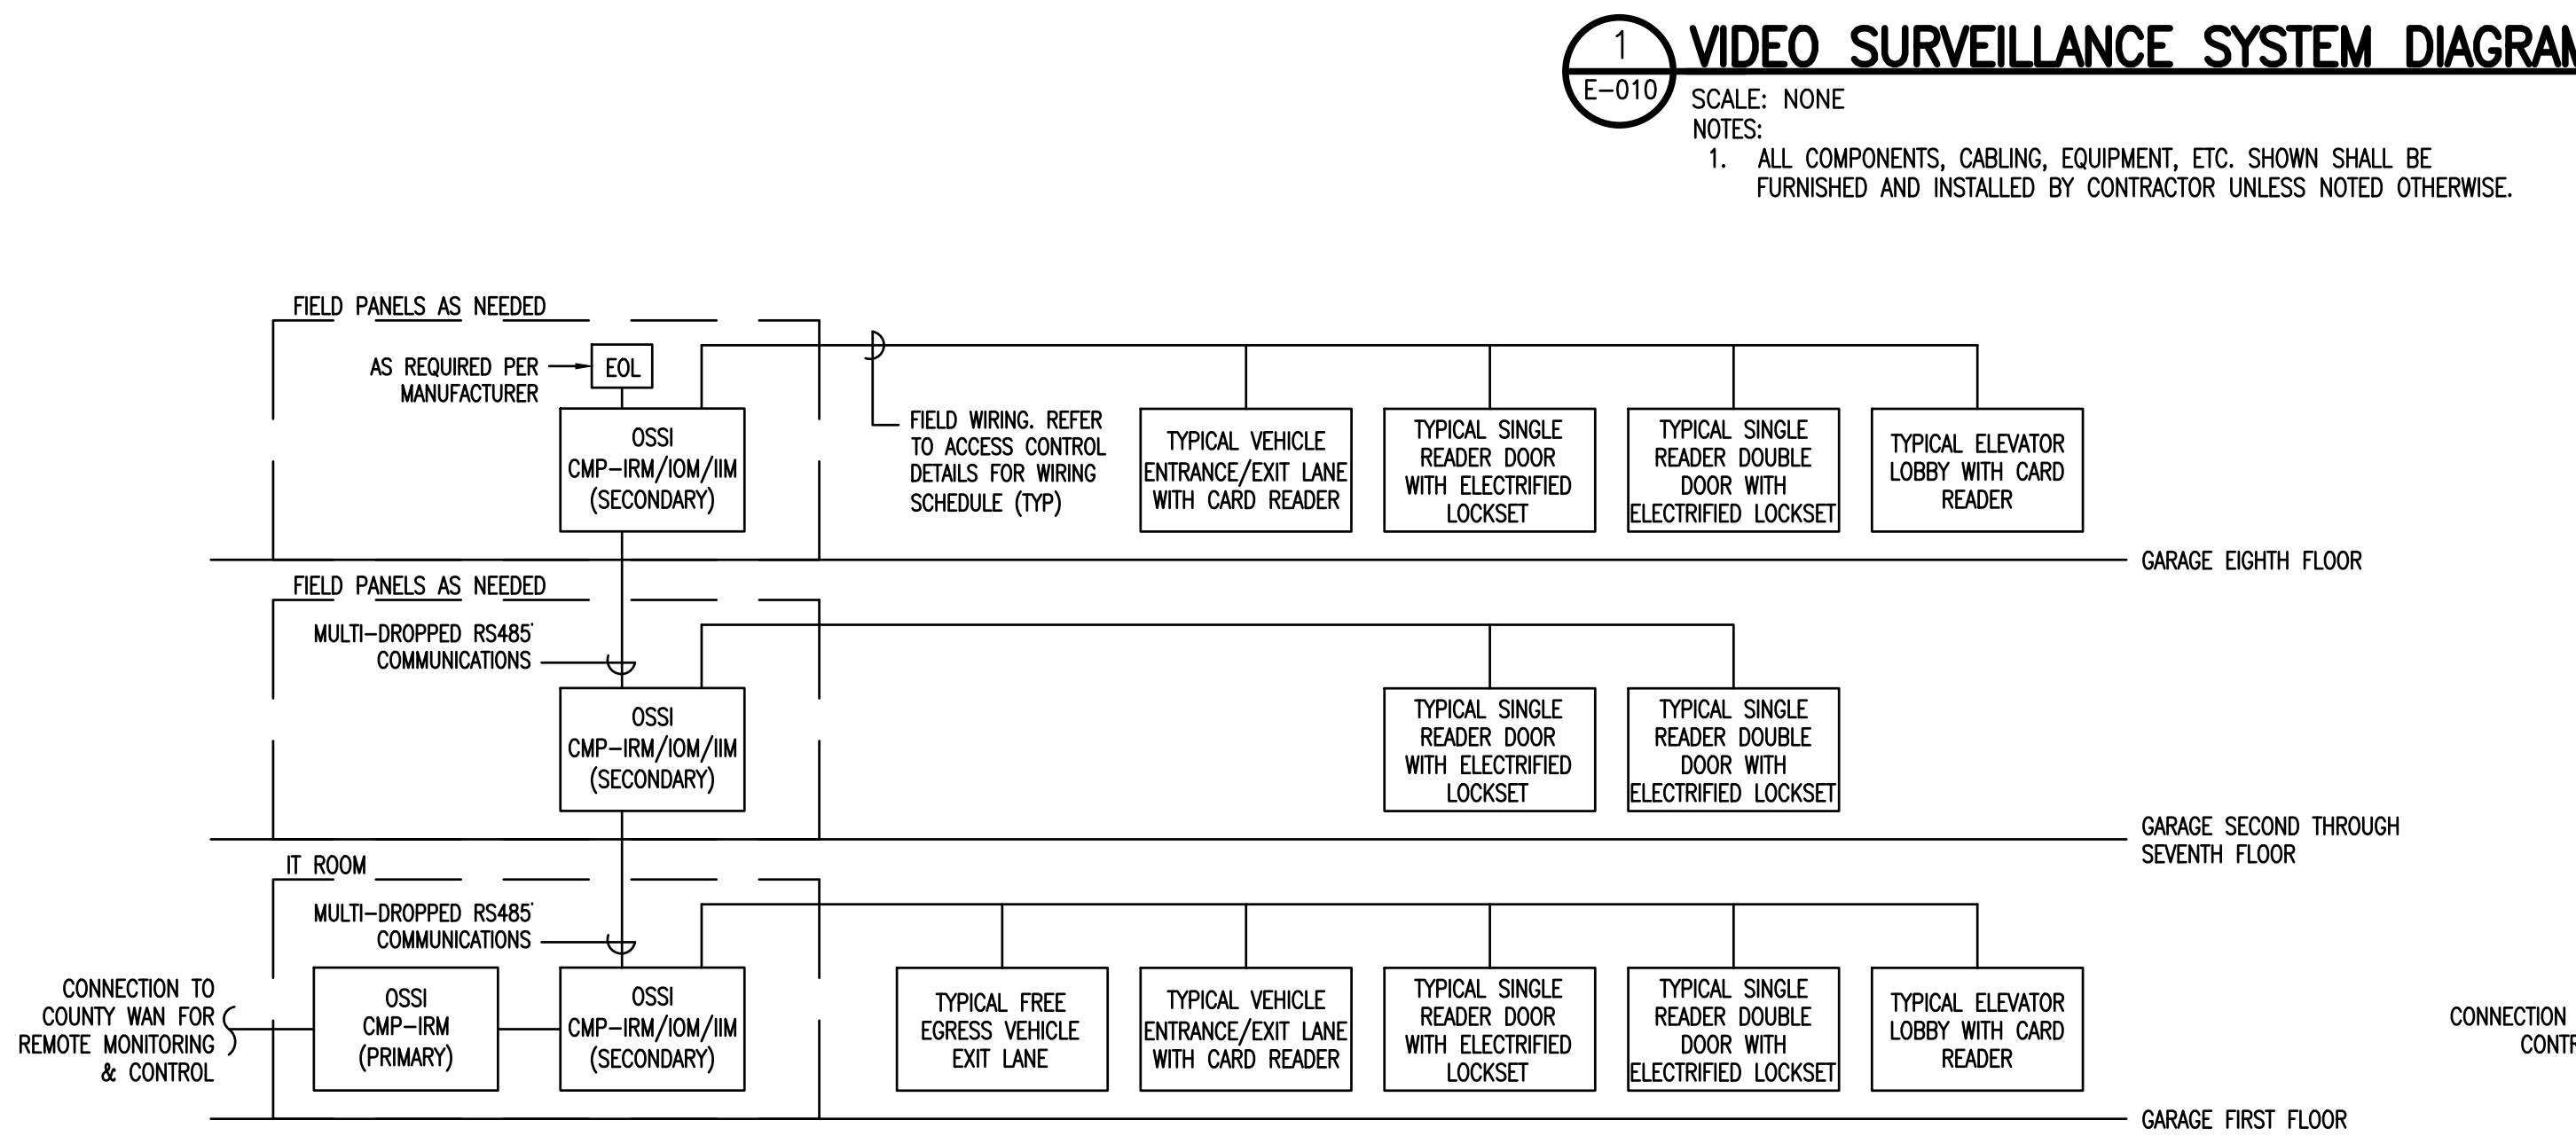 1
E-010
VIDEO SURVEILLANCE SYSTEM DIAGRAM
SCALE: NONE
NOTES:
1. ALL COMPONENTS, CABLING, EQUIPMENT, ETC. SHOWN SHALL BE
FURNISHED AND INSTALLED BY CONTRACTOR UNLESS NOTED OTHERWISE.
FIELD PANELS AS NEEDED
AS REQUIRED PER
MANUFACTURER
EOL
OSSI
CMP-IRM/IOM/IIM
(SECONDARY)
FIELD WIRING. REFER
TO ACCESS CONTROL
DETAILS FOR WIRING
SCHEDULE (TYP)
TYPICAL VEHICLE
ENTRANCE/EXIT LANE
WITH CARD READER
TYPICAL SINGLE
READER DOOR
WITH ELECTRIFIED
LOCKSET
TYPICAL SINGLE
READER DOUBLE
DOOR WITH
ELECTRIFIED LOCKSET
TYPICAL ELEVATOR
LOBBY WITH CARD
READER
GARAGE EIGHTH FLOOR
FIELD PANELS AS NEEDED
MULTI-DROPPED RS485
COMMUNICATIONS
OSSI
CMP-IRM/IOM/IIM
(SECONDARY)
TYPICAL SINGLE
READER DOOR
WITH ELECTRIFIED
LOCKSET
TYPICAL SINGLE
READER DOUBLE
DOOR WITH
ELECTRIFIED LOCKSET
GARAGE SECOND THROUGH
SEVENTH FLOOR
IT ROOM
MULTI-DROPPED RS485
COMMUNICATIONS
CONNECTION TO
COUNTY WAN FOR
REMOTE MONITORING
& CONTROL
OSSI
CMP-IRM
(PRIMARY)
OSSI
CMP-IRM/IOM/IIM
(SECONDARY)
TYPICAL FREE
EGRESS VEHICLE
EXIT LANE
TYPICAL VEHICLE
ENTRANCE/EXIT LANE
WITH CARD READER
TYPICAL SINGLE
READER DOOR
WITH ELECTRIFIED
LOCKSET
TYPICAL SINGLE
READER DOUBLE
DOOR WITH
ELECTRIFIED LOCKSET
TYPICAL ELEVATOR
LOBBY WITH CARD
READER
GARAGE FIRST FLOOR
CONNECTION